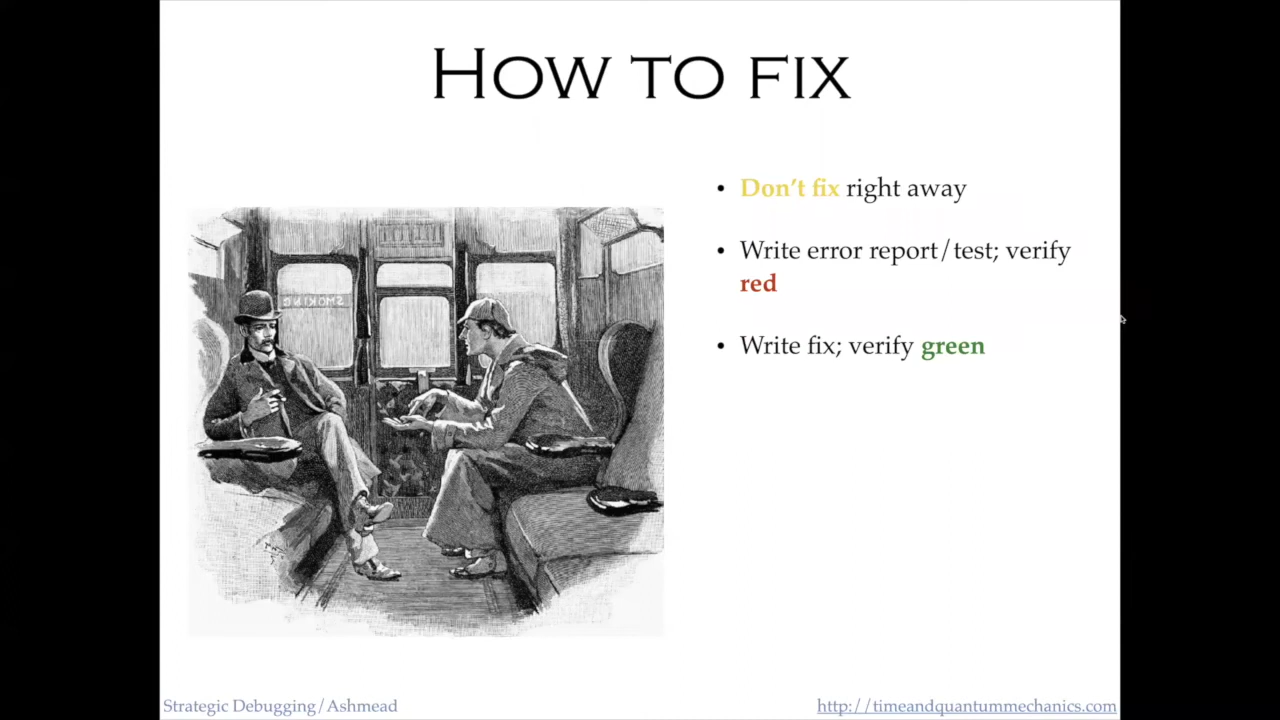 How to fix
• Don't fix right away
• Write error report/test; verify
red
• Write fix; verify green
SMOKING
Strategic Debugging/Ashmead
http://timeandquantummechanics.com